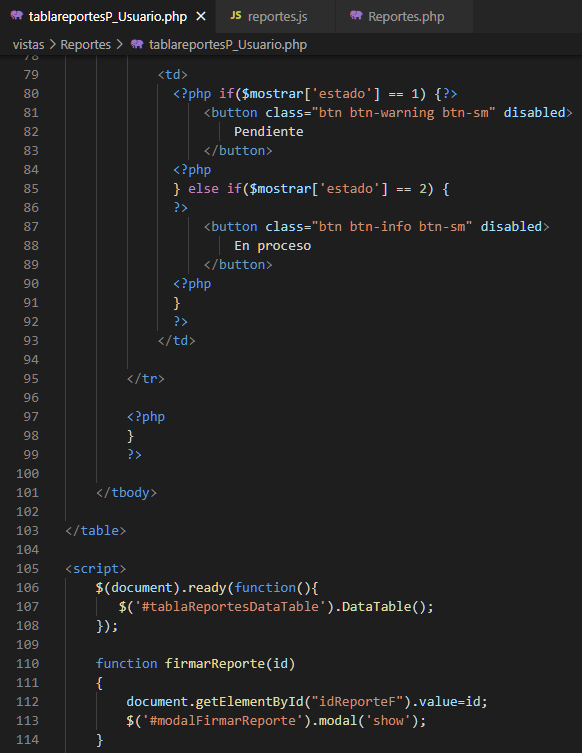 tablareportesP_Usuario.php ×
JS reportes.js
Reportes.php
vistas > Reportes > tablareportesP_Usuario.php
78
79 <td>
80 <?php if($mostrar['estado'] == 1) {?>
81 <button class="btn btn-warning btn-sm" disabled>
82 Pendiente
83 </button>
84 <?php
85 } else if($mostrar['estado'] == 2) {
86 ?>
87 <button class="btn btn-info btn-sm" disabled>
88 En proceso
89 </button>
90 <?php
91 }
92 ?>
93 </td>
94
95 </tr>
96
97 <?php
98 }
99 ?>
100
101 </tbody>
102
103 </table>
104
105 <script>
106 $(document).ready(function(){
107 $('#tablaReportesDataTable').DataTable();
108 });
109
110 function firmarReporte(id)
111 {
112 document.getElementById("idReporteF").value=id;
113 $('#modalFirmarReporte').modal('show');
114 }